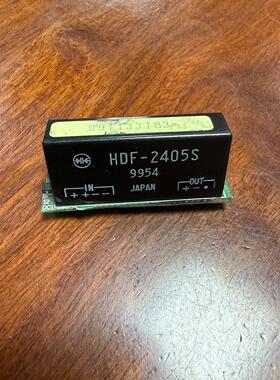 HDF-2405S
9954
IN
+ + - -
JAPAN
OUT
+ - •